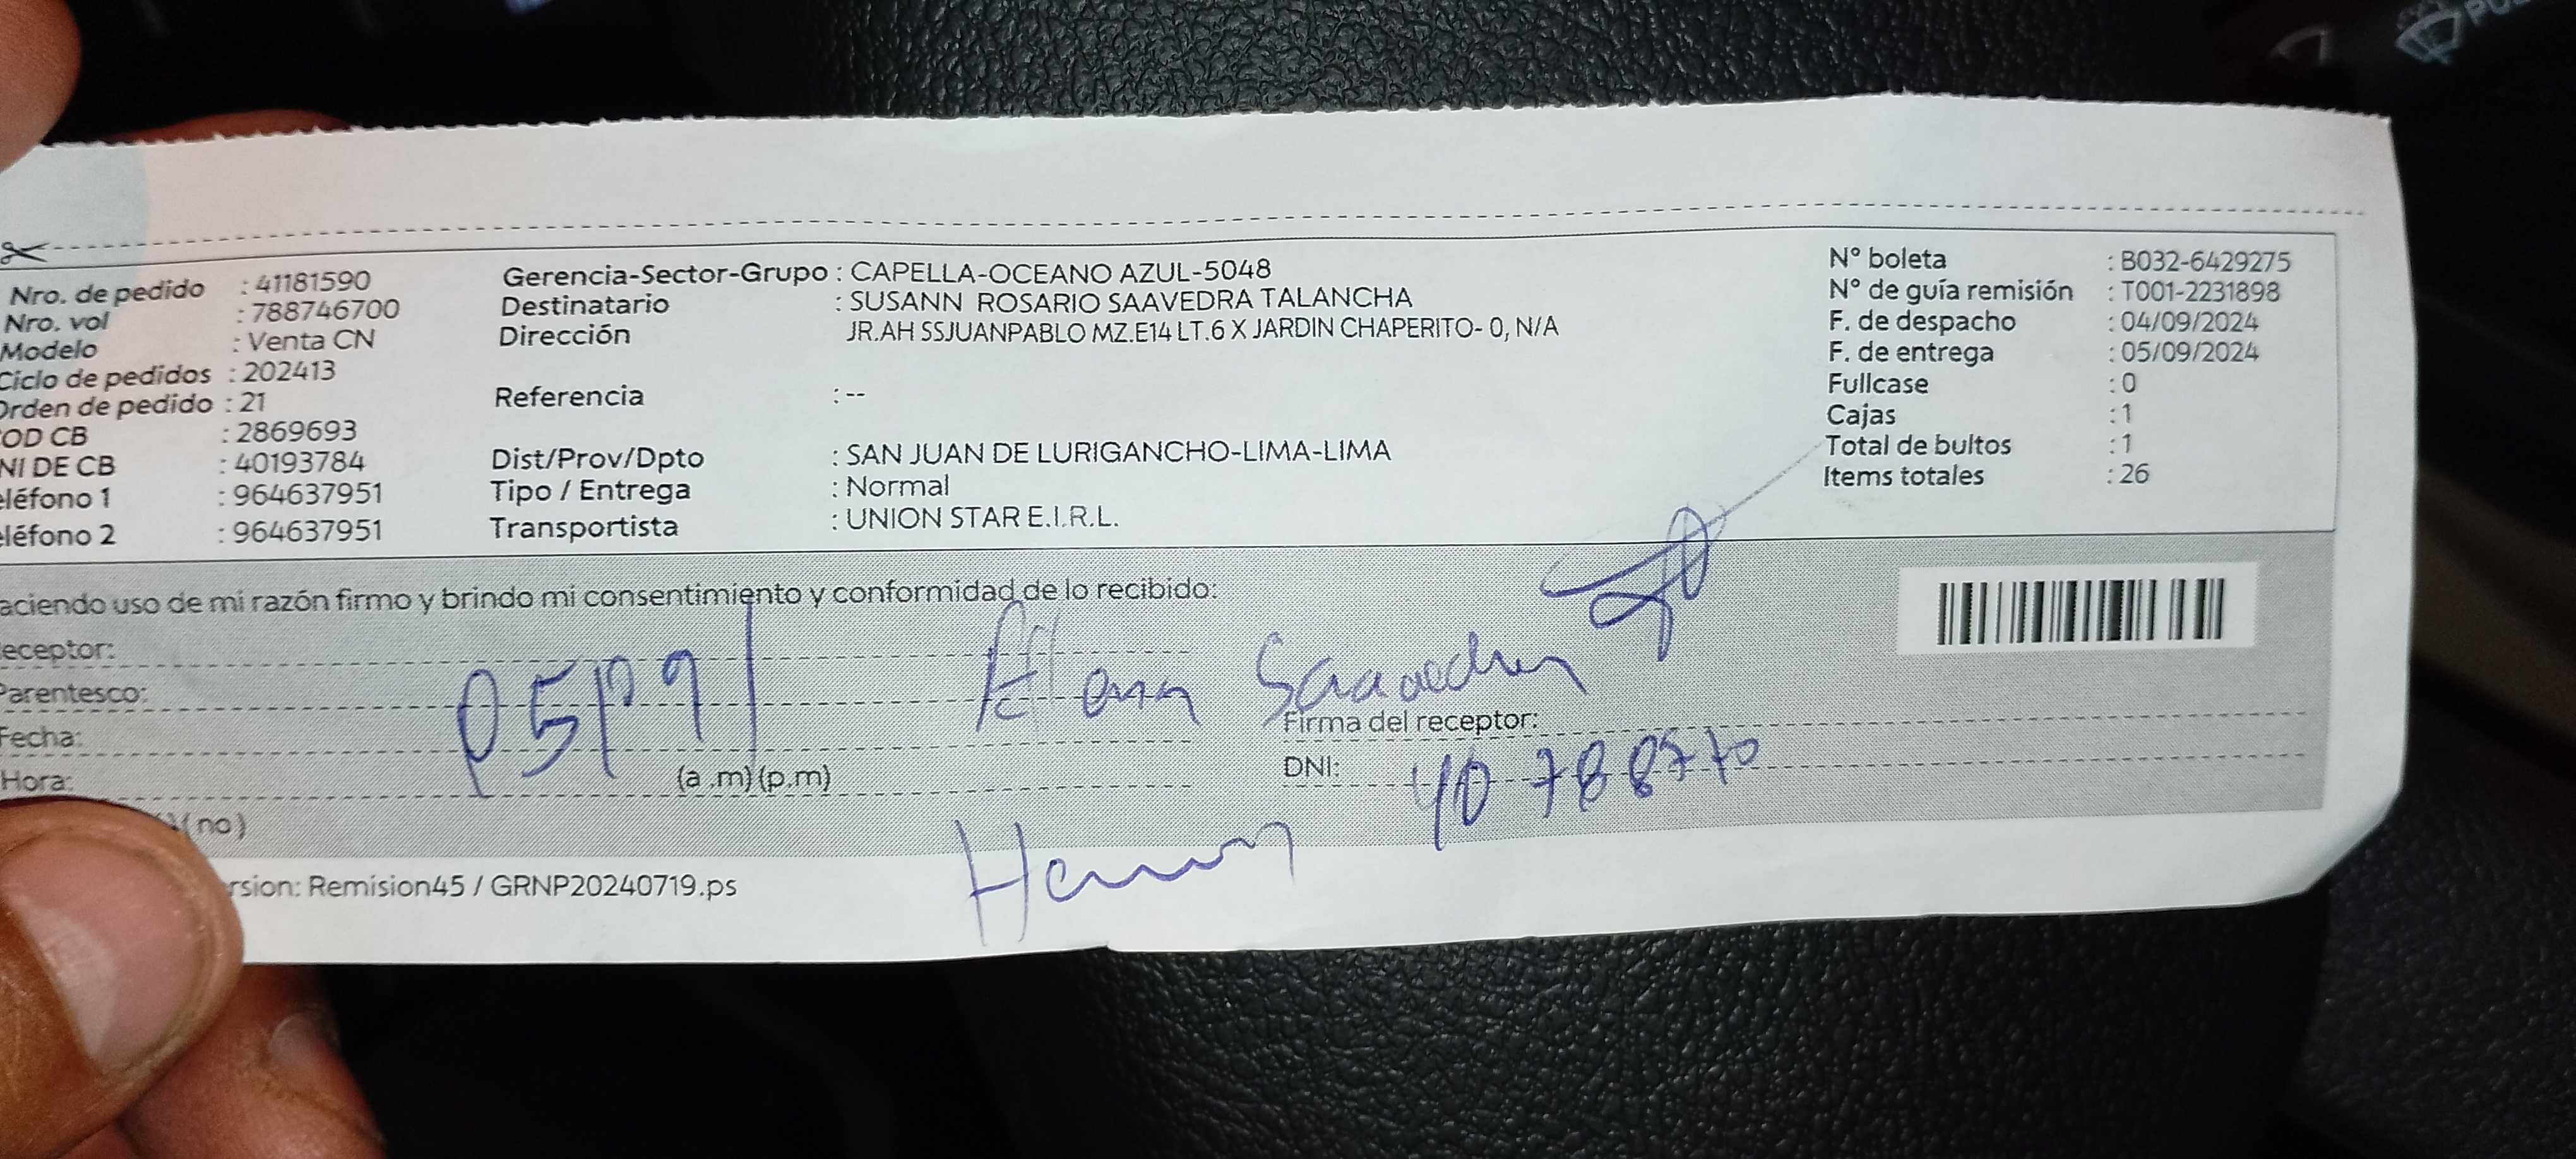 Nro. de pedido : 41181590
Nro. vol : 788746700
Modelo : Venta CN
Ciclo de pedidos : 202413
Orden de pedido : 21
OD CB : 2869693
NI DE CB : 40193784
eléfono 1 : 964637951
eléfono 2 : 964637951
Gerencia-Sector-Grupo : CAPELLA-OCEANO AZUL-5048
Destinatario : SUSANN ROSARIO SAAVEDRA TALANCHA
Dirección JR.AH SSJUANPABLO MZ.E14 LT.6 X JARDIN CHAPERITO- 0, N/A
Referencia : --
Dist/Prov/Dpto : SAN JUAN DE LURIGANCHO-LIMA-LIMA
Tipo / Entrega : Normal
Transportista : UNION STAR E.I.R.L.
N° boleta : B032-6429275
N° de guía remisión : T001-2231898
F. de despacho : 04/09/2024
F. de entrega : 05/09/2024
Fullcase : 0
Cajas : 1
Total de bultos : 1
Items totales : 26
aciendo uso de mi razón firmo y brindo mi consentimiento y conformidad de lo recibido:
eceptor:
Parentesco:
Elena Saavedra
Fecha: 05/09/
Firma del receptor:
Hora: (a .m) (p.m)
DNI: 40788570
(no)
rsion: Remision45 / GRNP20240719.ps